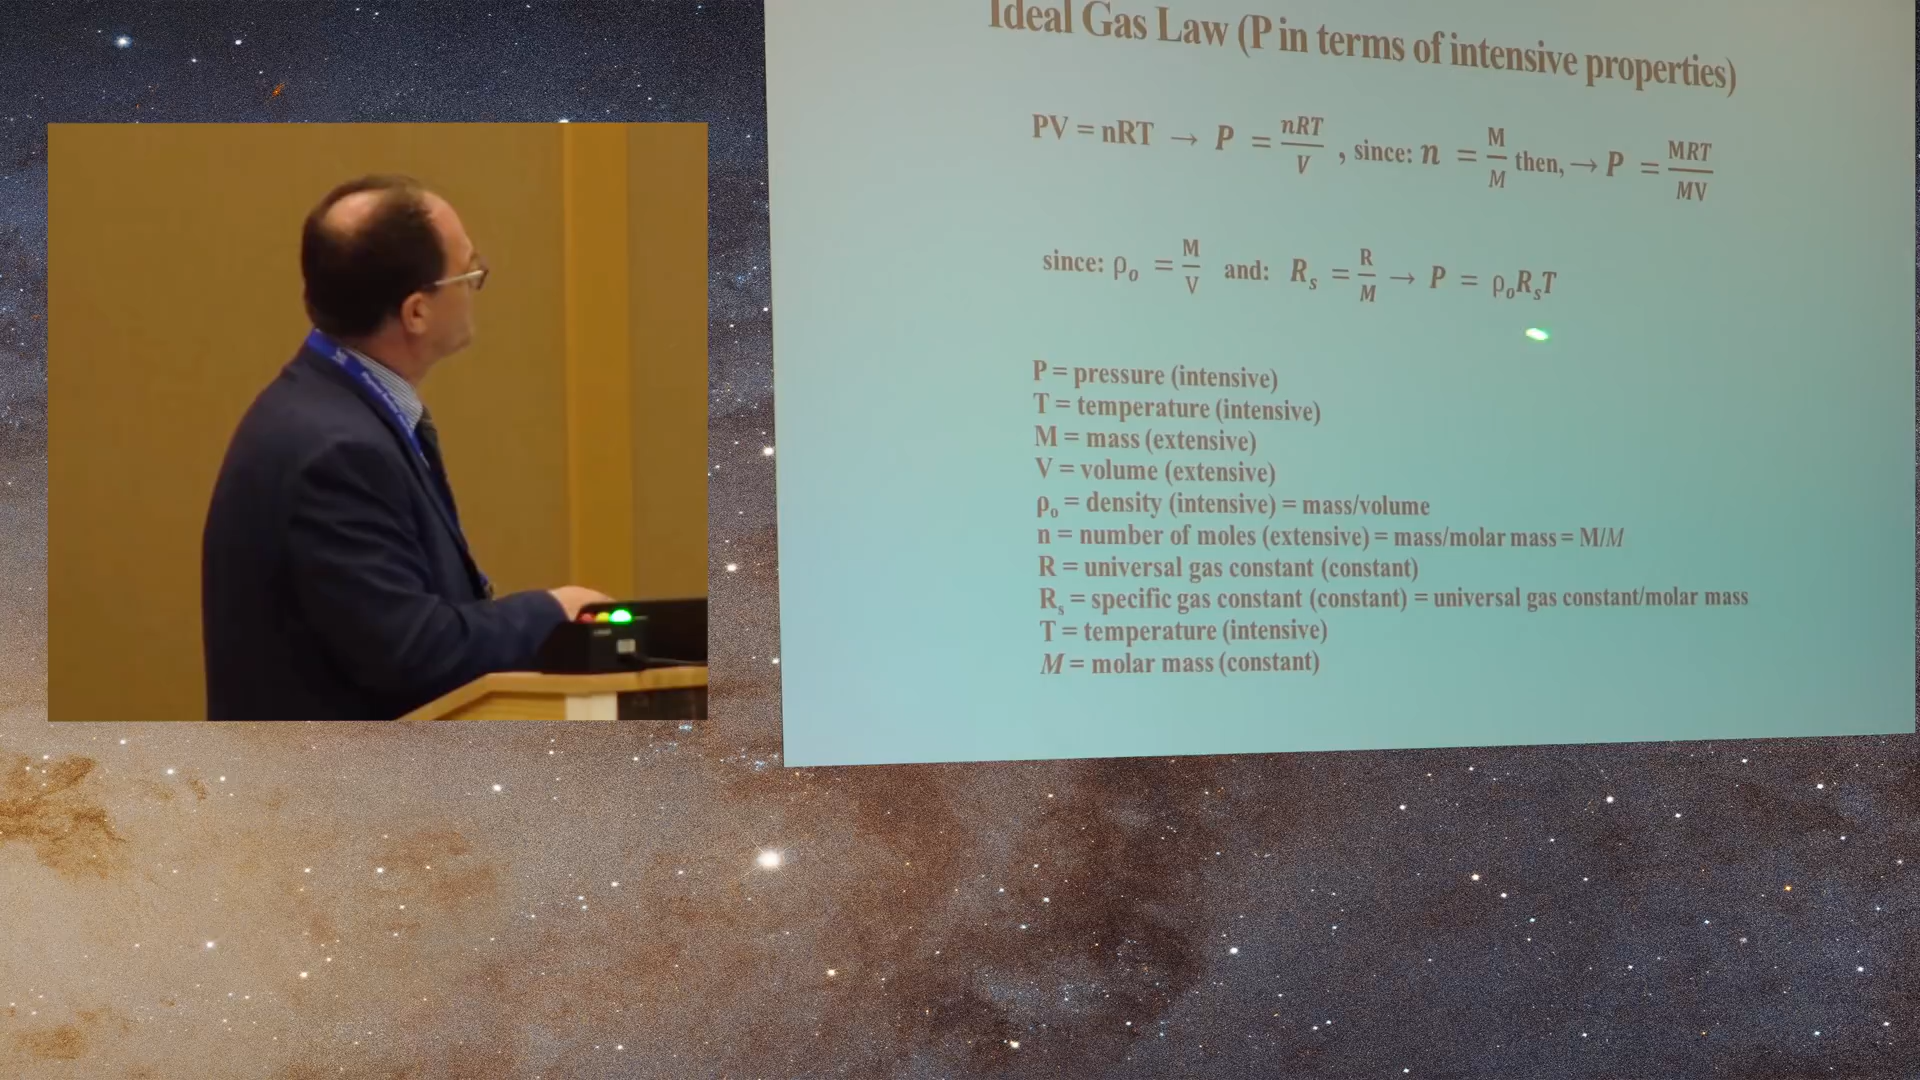 Ideal Gas Law (P in terms of intensive properties)
PV = nRT → P = nRT/V , since: n = M/M then, → P = MRT/MV
since: ρo = M/V and: Rs = R/M → P = ρoRsT
P = pressure (intensive)
T = temperature (intensive)
M = mass (extensive)
V = volume (extensive)
ρo = density (intensive) = mass/volume
n = number of moles (extensive) = mass/molar mass = M/M
R = universal gas constant (constant)
Rs = specific gas constant (constant) = universal gas constant/molar mass
T = temperature (intensive)
M = molar mass (constant)